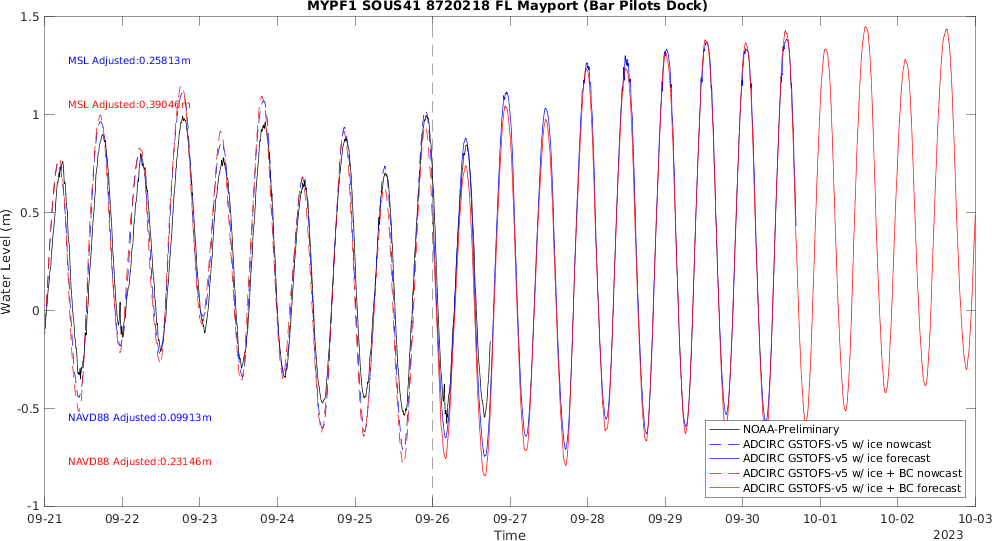 MYPF1 SOUS41 8720218 FL Mayport (Bar Pilots Dock)
1.5
MSL Adjusted:0.25813m
MSL Adjusted:0.39046m
1
0.5
Water Level (m)
0
-0.5
NAVD88 Adjusted:0.09913m
NAVD88 Adjusted:0.23146m
-1
NOAA-Preliminary
ADCIRC GSTOFS-v5 w/ ice nowcast
ADCIRC GSTOFS-v5 w/ ice forecast
ADCIRC GSTOFS-v5 w/ ice + BC nowcast
ADCIRC GSTOFS-v5 w/ ice + BC forecast
09-21 09-22 09-23 09-24 09-25 09-26 09-27 09-28 09-29 09-30 10-01 10-02 10-03
Time 2023